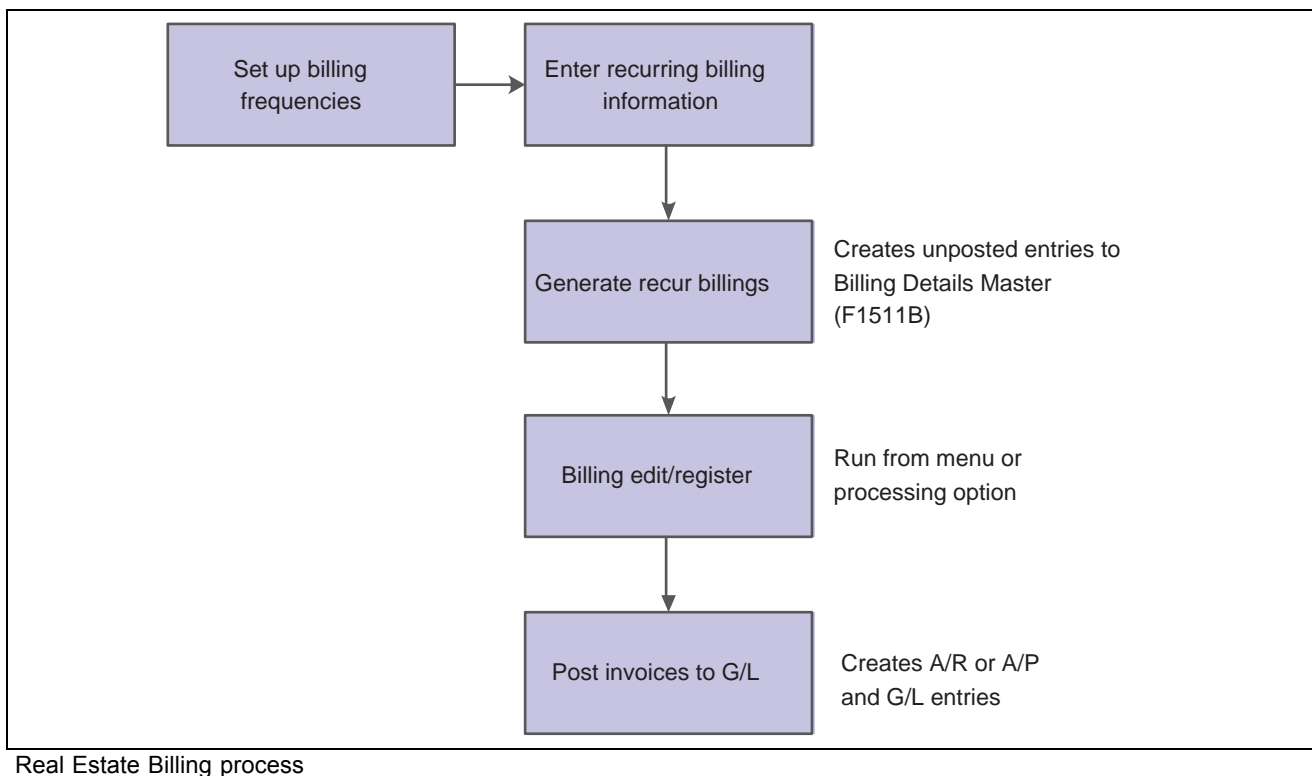 Set up billing
frequencies
Enter recurring billing
information
Generate recur billings
Creates unposted entries to
Billing Details Master
(F1511B)
Billing edit/register
Run from menu or
processing option
Post invoices to G/L
Creates A/R or A/P
and G/L entries
Real Estate Billing process